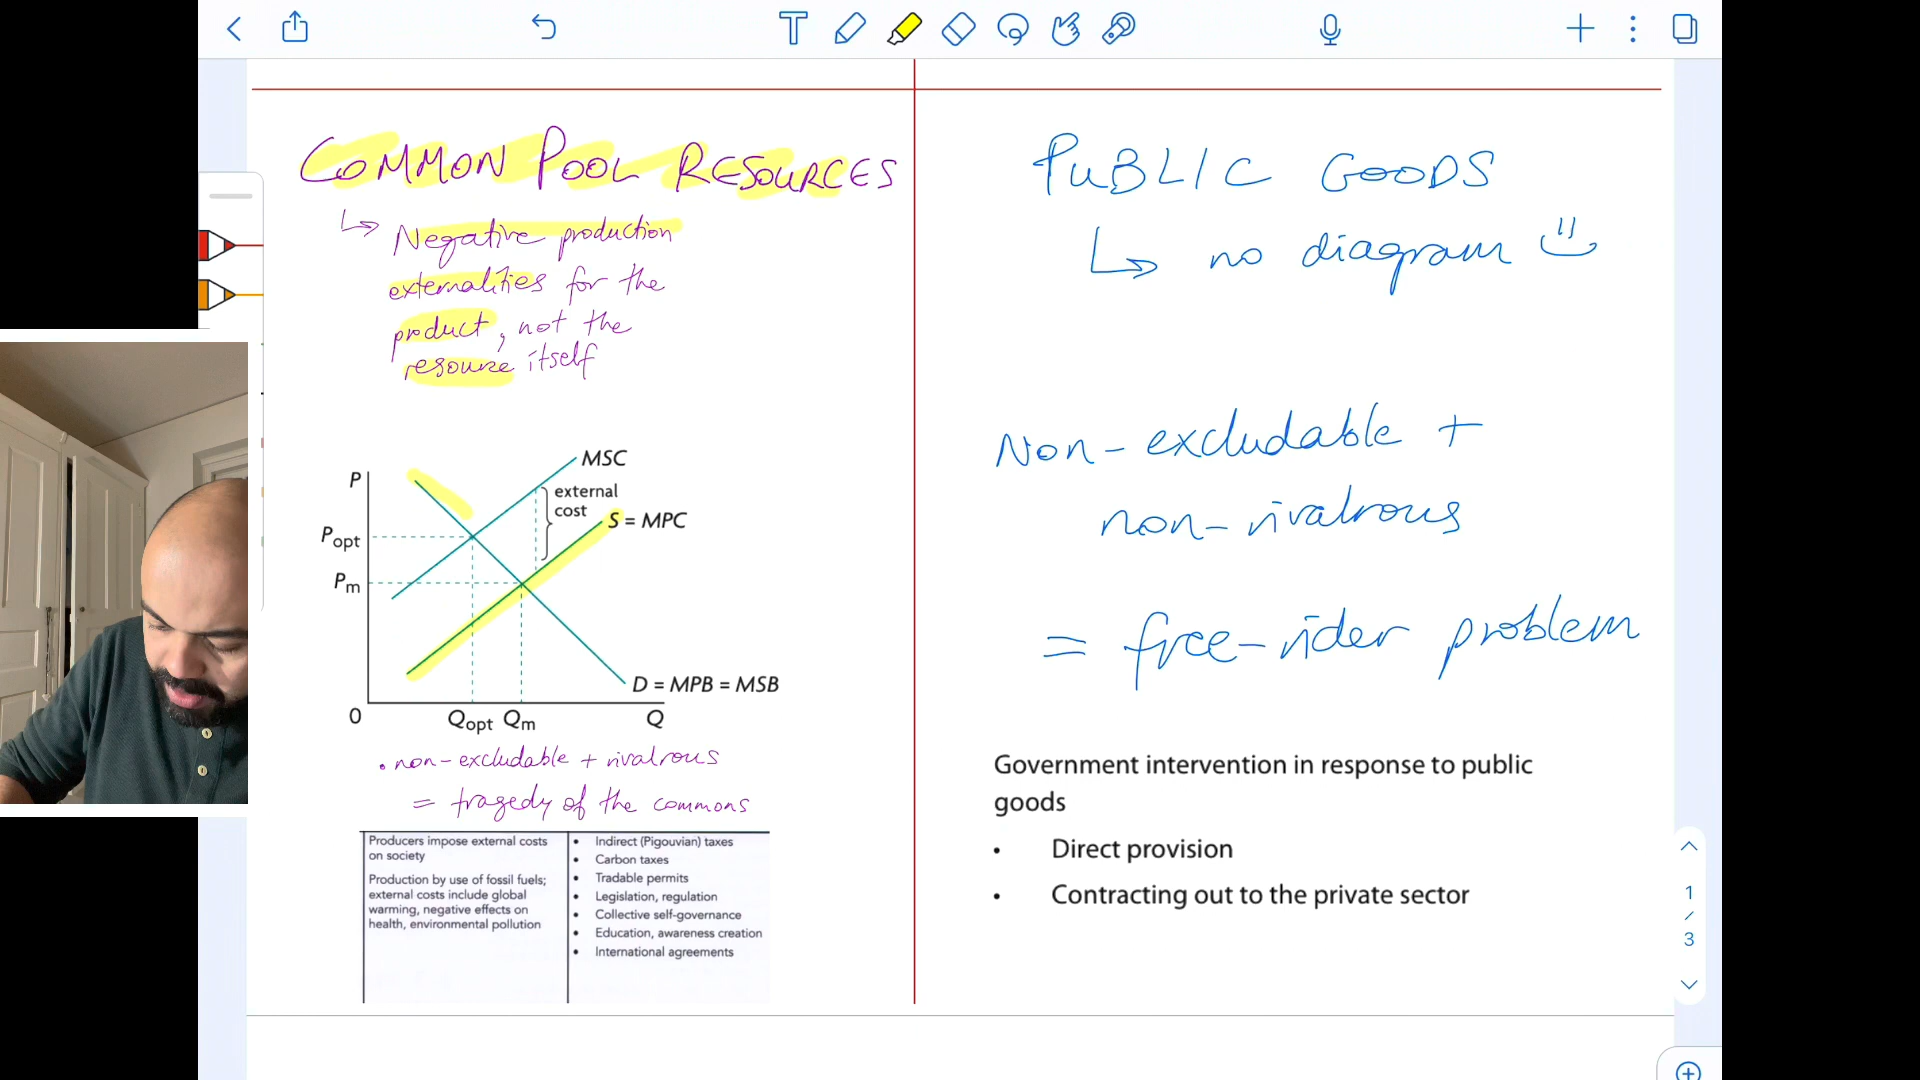 COMMON POOL RESOURCES
↳ Negative production
externalities for the
product, not the
resource itself
P
MSC
external
cost
S = MPC
Popt
Pm
D = MPB = MSB
0
Qopt
Qm
Q
• non-excludable + rivalrous
= tragedy of the commons
Producers impose external costs
on society
Production by use of fossil fuels;
external costs include global
warming, negative effects on
health, environmental pollution
• Indirect (Pigouvian) taxes
• Carbon taxes
• Tradable permits
• Legislation, regulation
• Collective self-governance
• Education, awareness creation
• International agreements
PUBLIC GOODS
↳ no diagram
Non-excludable +
non-rivalrous
= free-rider problem
Government intervention in response to public
goods
• Direct provision
• Contracting out to the private sector
1
/
3